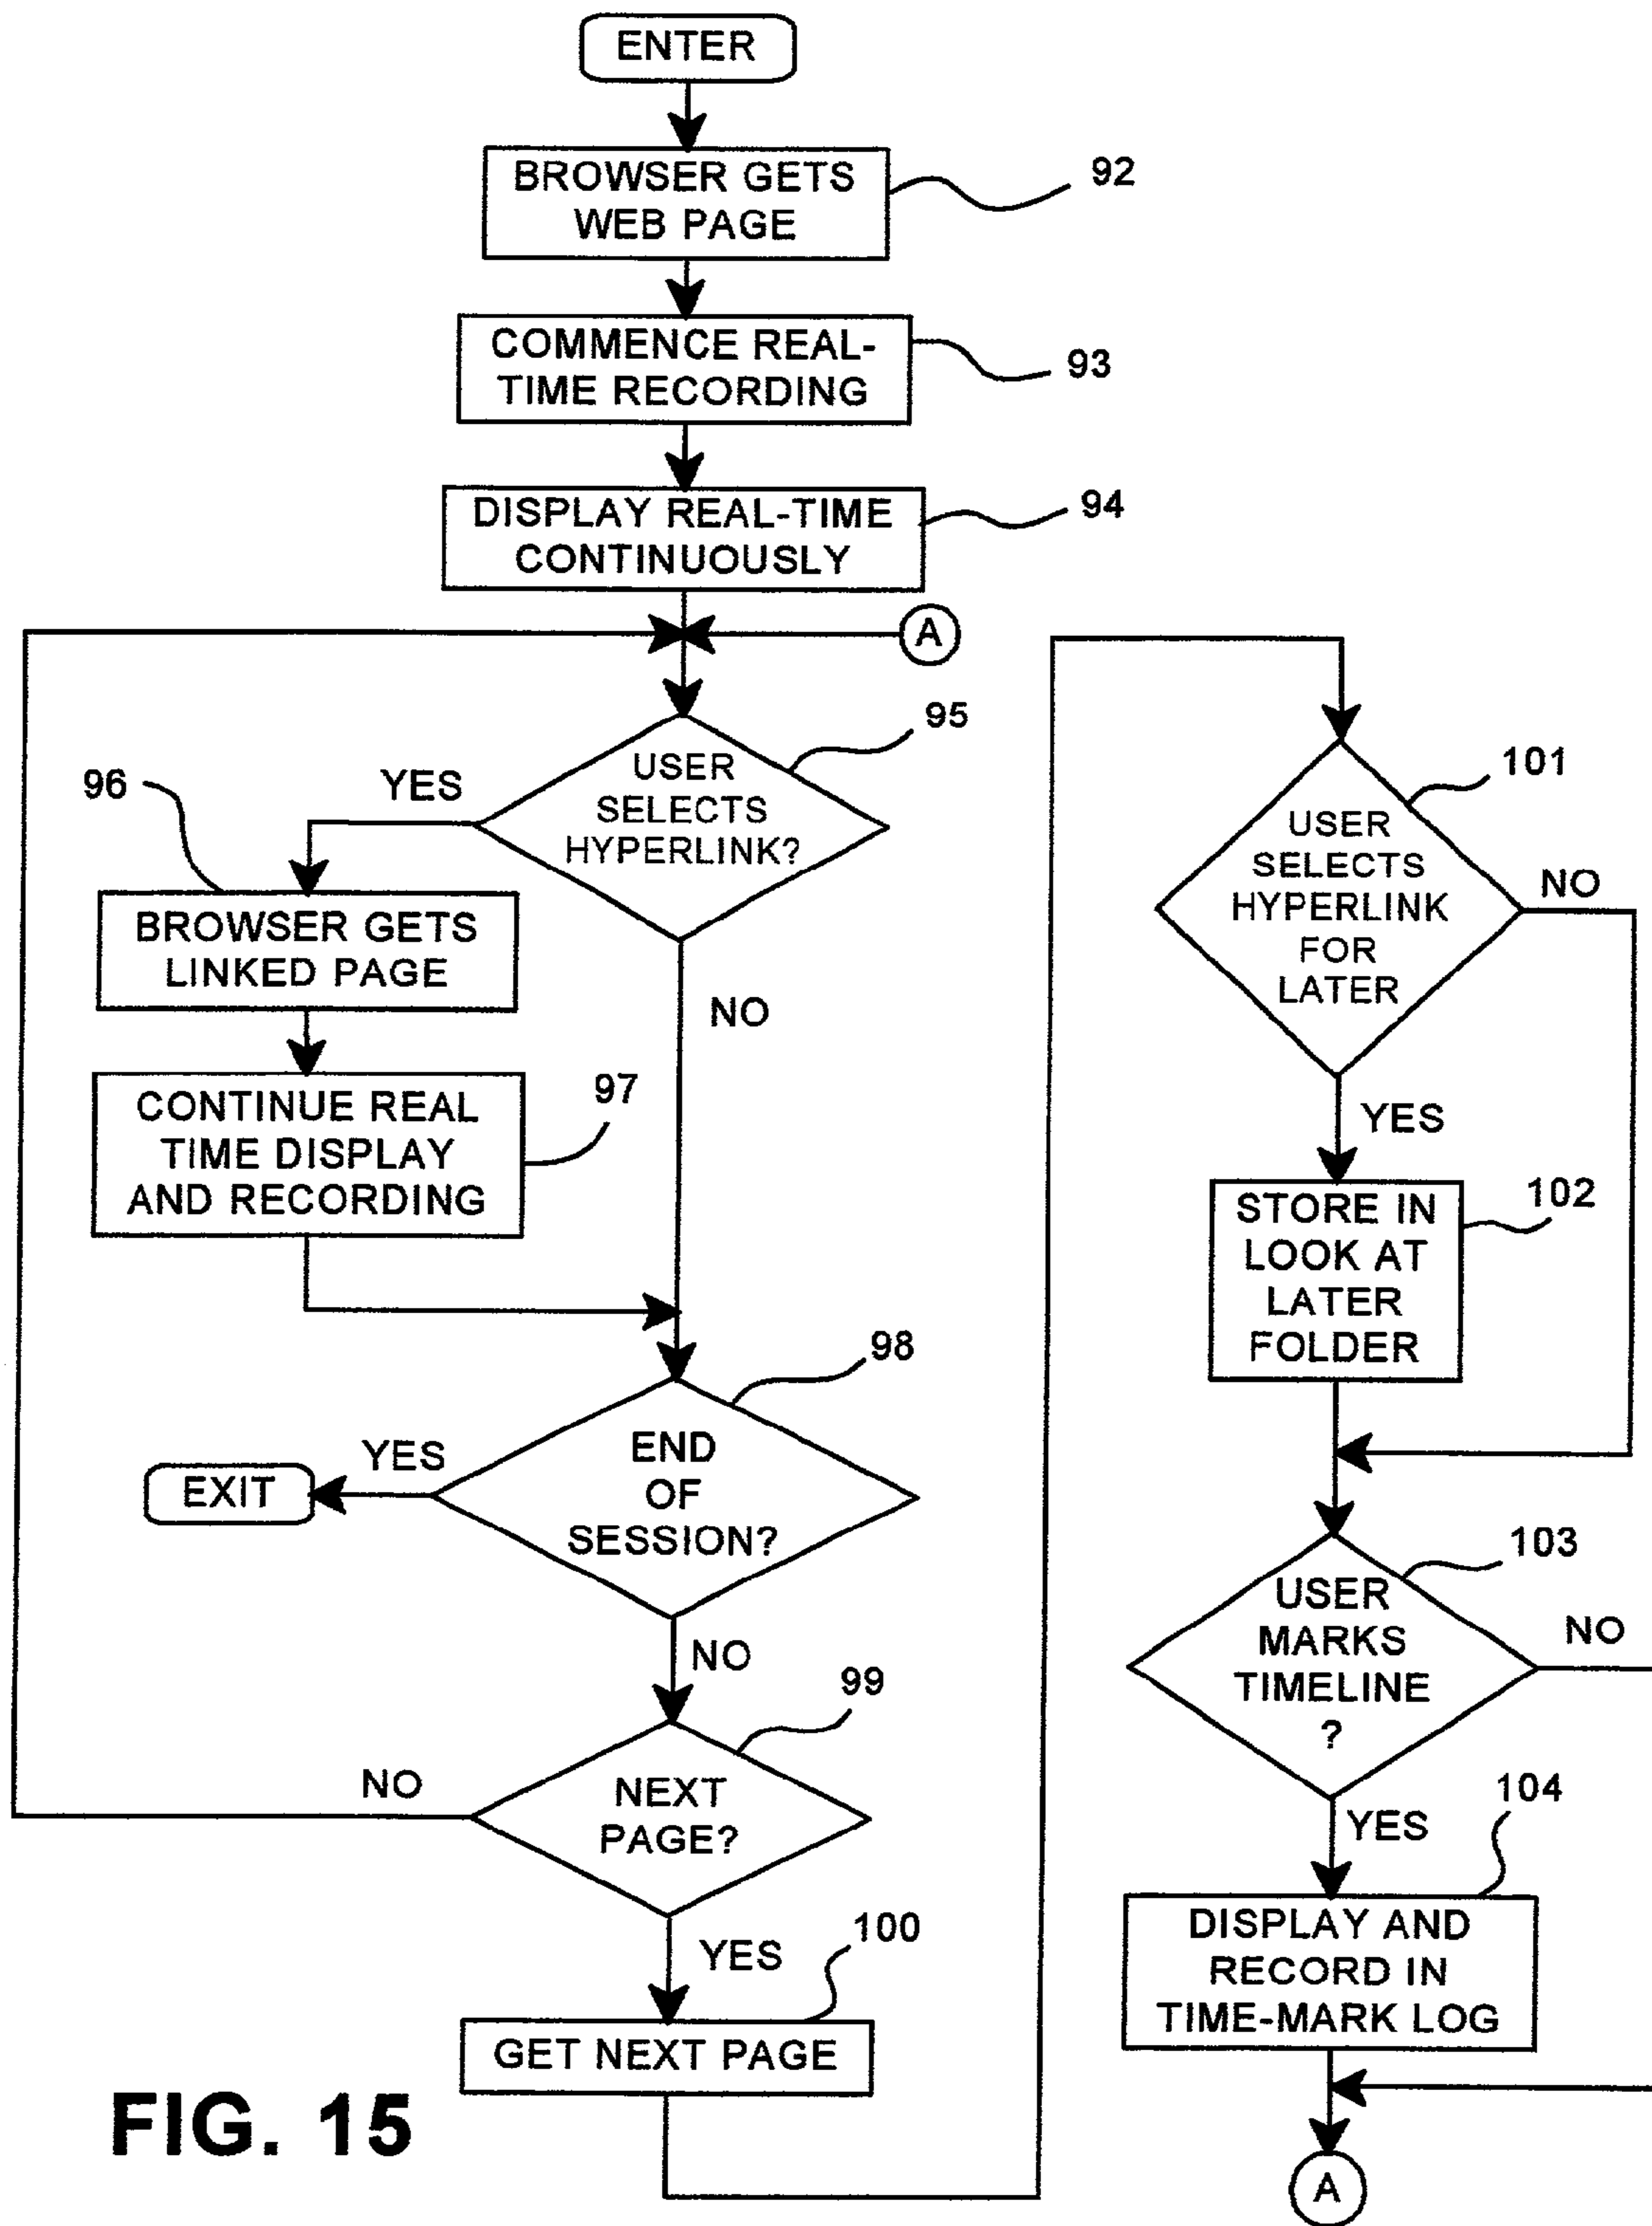 ENTER
BROWSER GETS
WEB PAGE
92
COMMENCE REAL-
TIME RECORDING
93
DISPLAY REAL-TIME
CONTINUOUSLY
94
A
USER
SELECTS
HYPERLINK?
95
YES
96
BROWSER GETS
LINKED PAGE
NO
CONTINUE REAL
TIME DISPLAY
AND RECORDING
97
END
OF
SESSION?
98
YES
EXIT
NO
NEXT
PAGE?
99
NO
YES
GET NEXT PAGE
100
USER
SELECTS
HYPERLINK
FOR
LATER
101
NO
YES
STORE IN
LOOK AT
LATER
FOLDER
102
USER
MARKS
TIMELINE
?
103
NO
YES
DISPLAY AND
RECORD IN
TIME-MARK LOG
104
A
FIG. 15